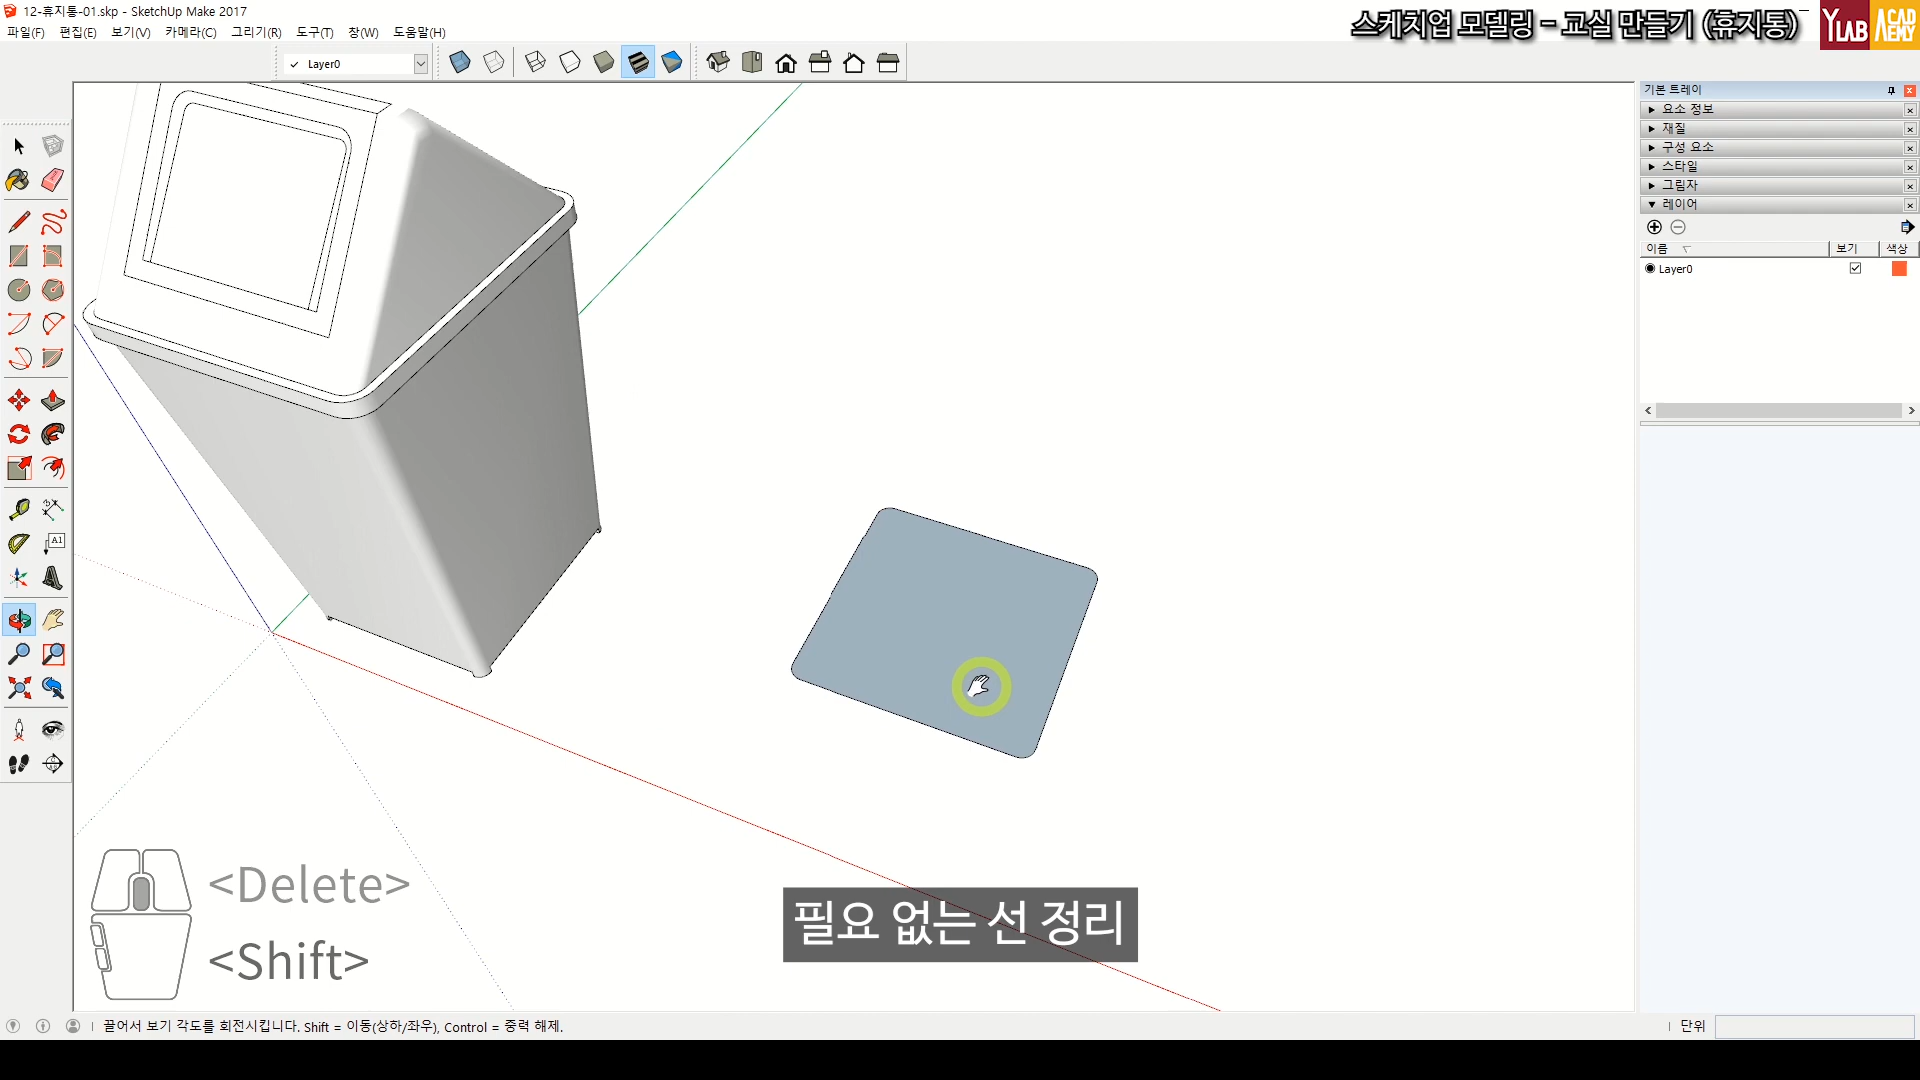 12-휴지통-01.skp - SketchUp Make 2017
파일(F) 편집(E) 보기(V) 카메라(C) 그리기(R) 도구(T) 창(W) 도움말(H)
스케치업 모델링 - 교실 만들기 (휴지통)
YLAB ACADEMY
Layer0
기본 트레이
요소 정보
재질
구성 요소
스타일
그림자
레이어
이름 보기 색상
Layer0
A1
<Delete>
<Shift>
필요 없는 선 정리
끌어서 보기 각도를 회전시킵니다. Shift = 이동(상하/좌우), Control = 중력 해제.
단위